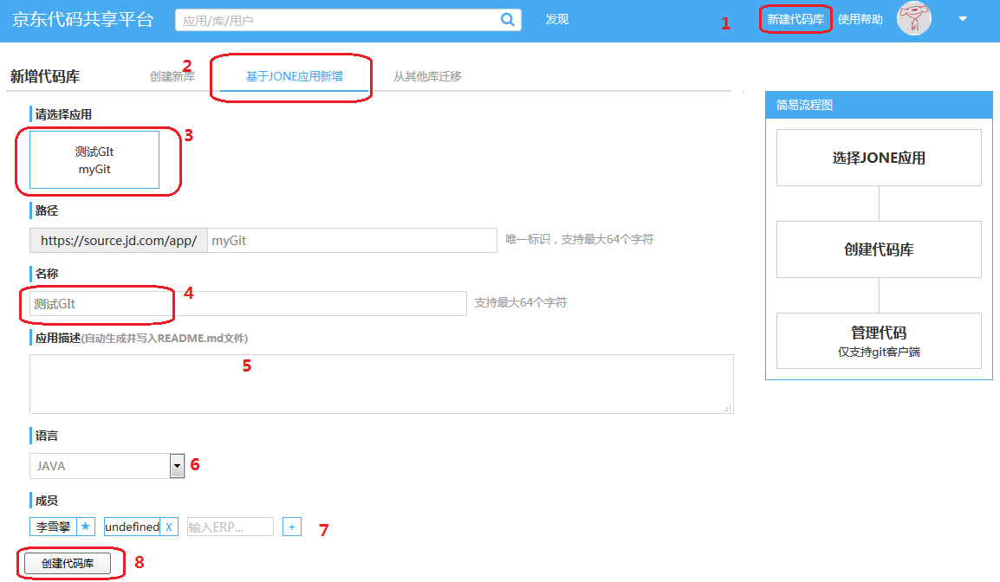 京东代码共享平台
应用/库/用户
发现
1
新建代码库
使用帮助
新增代码库
创建新库
2
基于JONE应用新增
从其他库迁移
请选择应用
3
测试GIt
myGit
路径
https://source.jd.com/app/
myGit
唯一标识，支持最大64个字符
名称
4
测试GIt
支持最大64个字符
应用描述(自动生成并写入README.md文件)
5
语言
JAVA
6
成员
李雪攀 ★
undefined X
输入ERP...
+
7
创建代码库
8
简易流程图
选择JONE应用
创建代码库
管理代码
仅支持git客户端